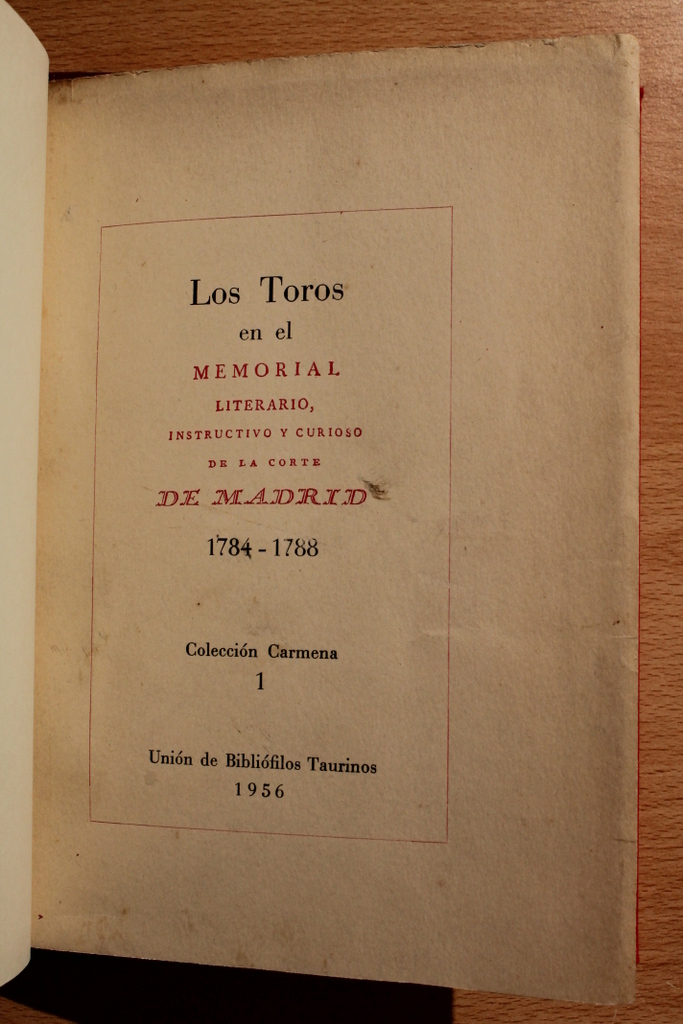 Los Toros
en el
MEMORIAL
LITERARIO,
INSTRUCTIVO Y CURIOSO
DE LA CORTE
DE MADRID
1784 - 1788
Colección Carmena
1
Unión de Bibliófilos Taurinos
1956